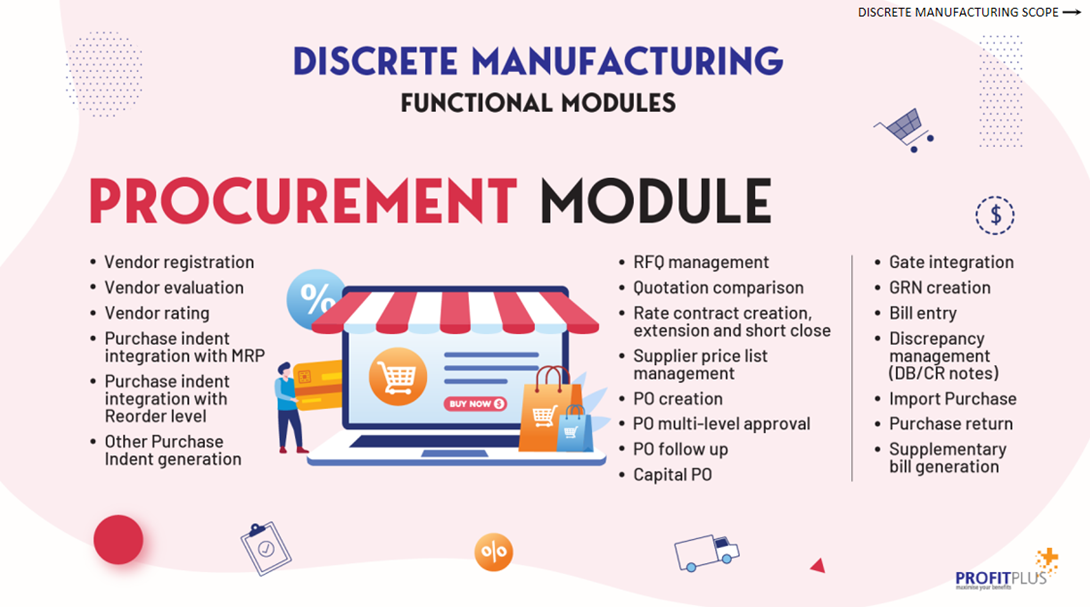 DISCRETE MANUFACTURING SCOPE
DISCRETE MANUFACTURING
FUNCTIONAL MODULES
PROCUREMENT MODULE
• Vendor registration
• Vendor evaluation
• Vendor rating
• Purchase indent
integration with MRP
• Purchase indent
integration with
Reorder level
• Other Purchase
Indent generation
%
BUY NOW $
• RFQ management
• Quotation comparison
• Rate contract creation,
extension and short close
• Supplier price list
management
• PO creation
• PO multi-level approval
• PO follow up
• Capital PO
$
• Gate integration
• GRN creation
• Bill entry
• Discrepancy
management
(DB/CR notes)
• Import Purchase
• Purchase return
• Supplementary
bill generation
%
PROFITPLUS
maximise your benefits